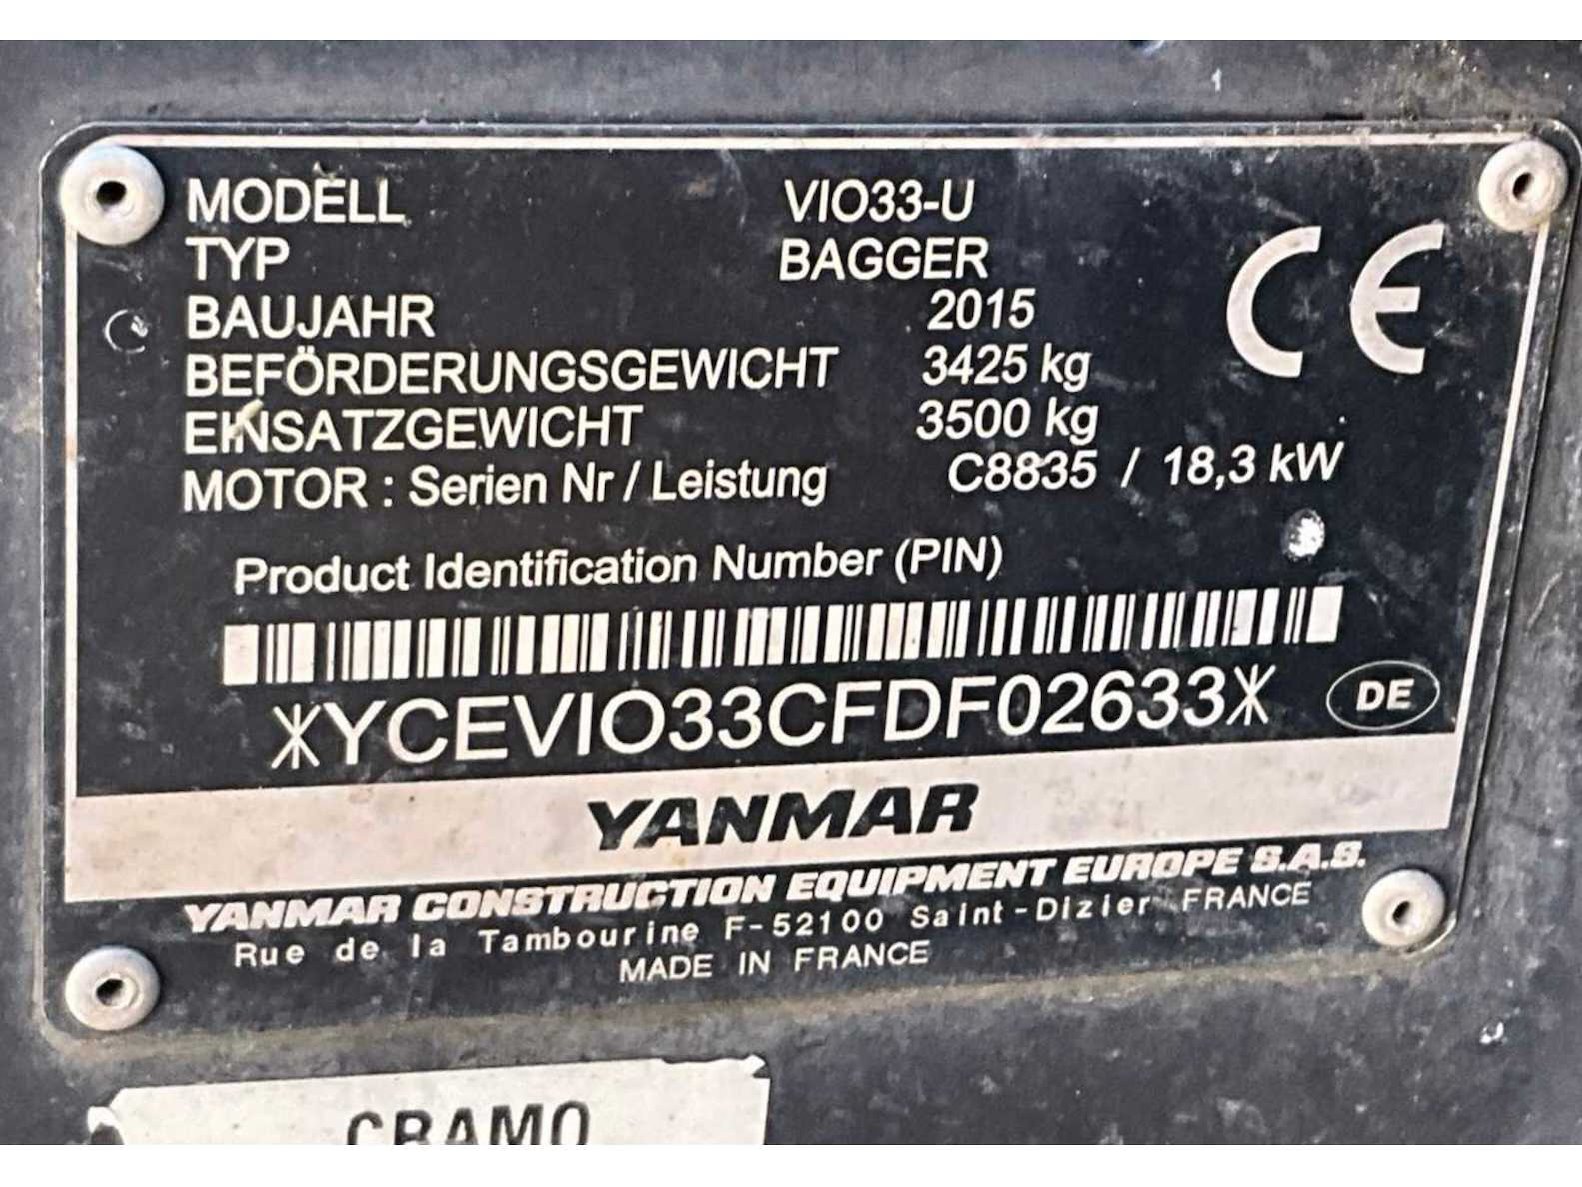 MODELL VIO33-U
TYP BAGGER
BAUJAHR 2015
BEFÖRDERUNGSGEWICHT 3425 kg
EINSATZGEWICHT 3500 kg
MOTOR : Serien Nr / Leistung C8835 / 18,3 kW
CE
Product Identification Number (PIN)
*YCEVIO33CFDF02633*
DE
YANMAR
YANMAR CONSTRUCTION EQUIPMENT EUROPE S.A.S.
Rue de la Tambourine F-52100 Saint-Dizier FRANCE
MADE IN FRANCE
CRAMO